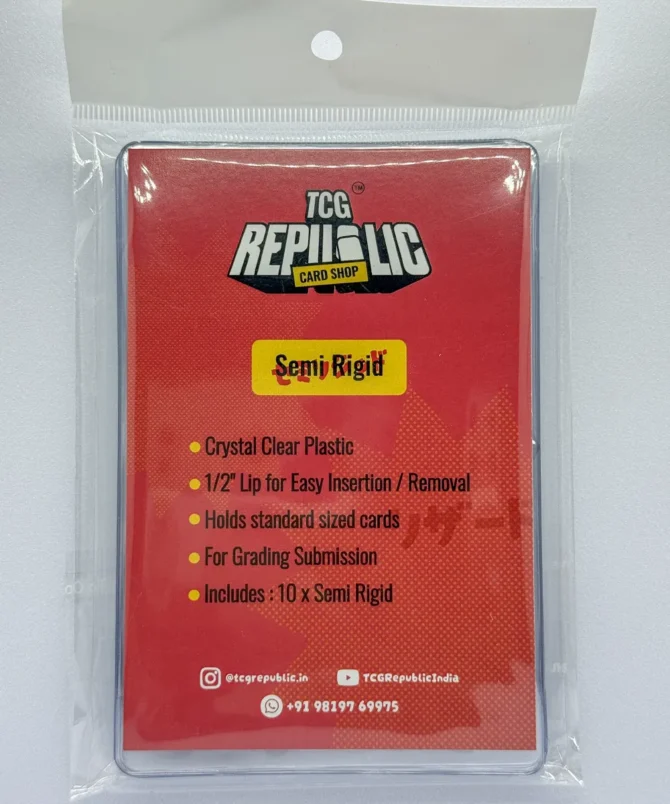 TCG
TM
REPUBLIC
CARD SHOP
Semi Rigid
Crystal Clear Plastic
1/2" Lip for Easy Insertion / Removal
Holds standard sized cards
For Grading Submission
Includes : 10 x Semi Rigid
@tcgrepublic.in
TCGRepublicIndia
+91 98197 69975